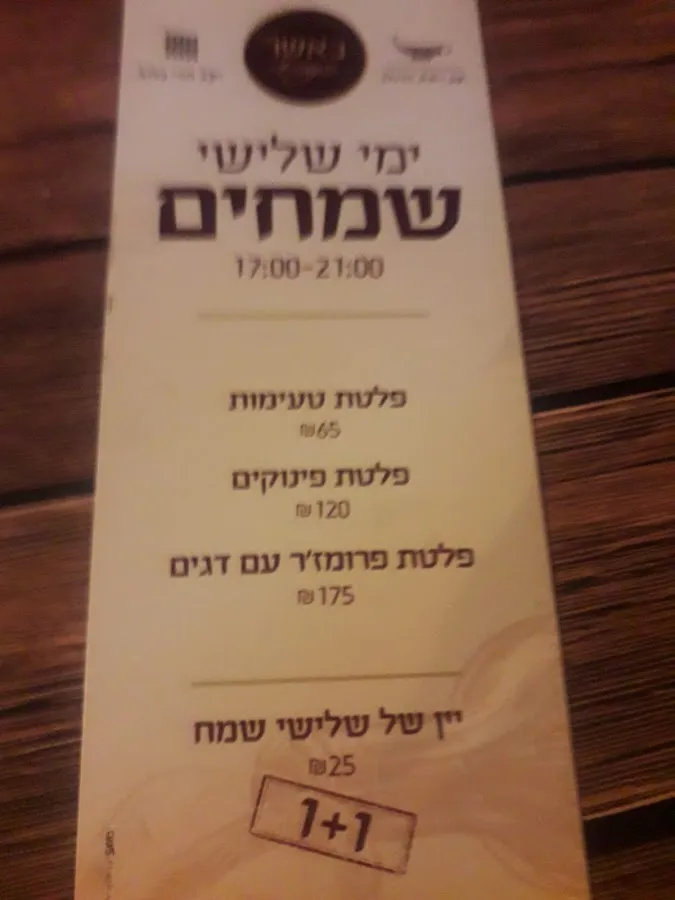 באשר
ימי שלישי
שמחים
17:00-21:00
פלטת טעימות
₪65
פלטת פינוקים
₪120
פלטת פרומז'ר עם דגים
₪175
יין של שלישי שמח
₪25
1+1